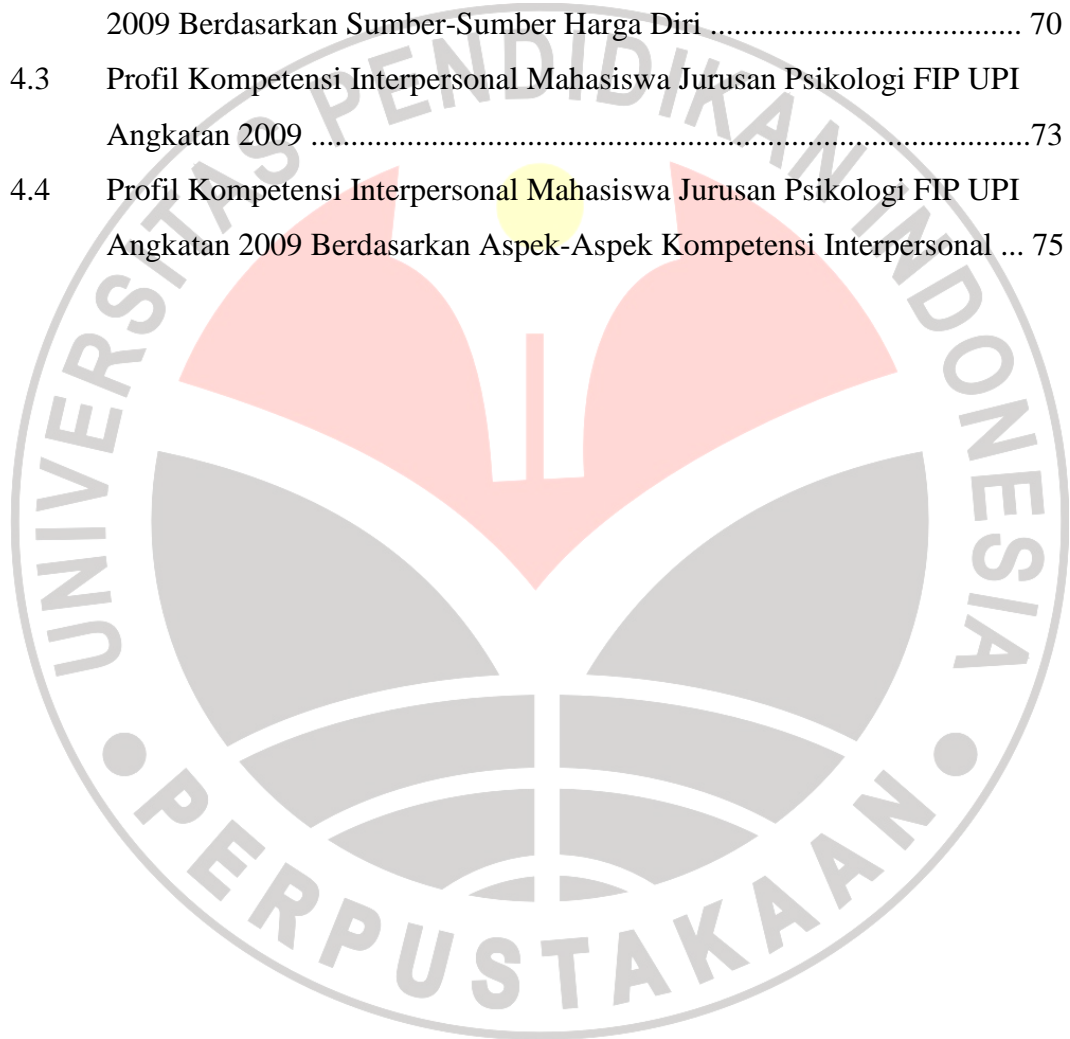 2009 Berdasarkan Sumber-Sumber Harga Diri ..................................... 70
4.3 Profil Kompetensi Interpersonal Mahasiswa Jurusan Psikologi FIP UPI
Angkatan 2009 .....................................................................................73
4.4 Profil Kompetensi Interpersonal Mahasiswa Jurusan Psikologi FIP UPI
Angkatan 2009 Berdasarkan Aspek-Aspek Kompetensi Interpersonal ... 75
UNIVERSITAS PENDIDIKAN INDONESIA
PERPUSTAKAAN